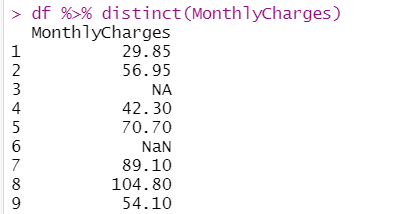 > df %>% distinct(MonthlyCharges)
MonthlyCharges
1 29.85
2 56.95
3 NA
4 42.30
5 70.70
6 NaN
7 89.10
8 104.80
9 54.10